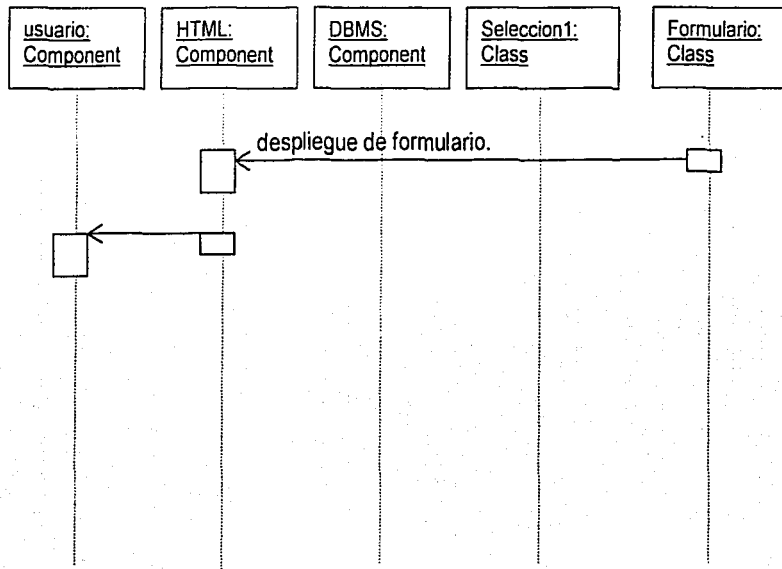 usuario:
Component
HTML:
Component
DBMS:
Component
Seleccion1:
Class
Formulario:
Class
despliegue de formulario.